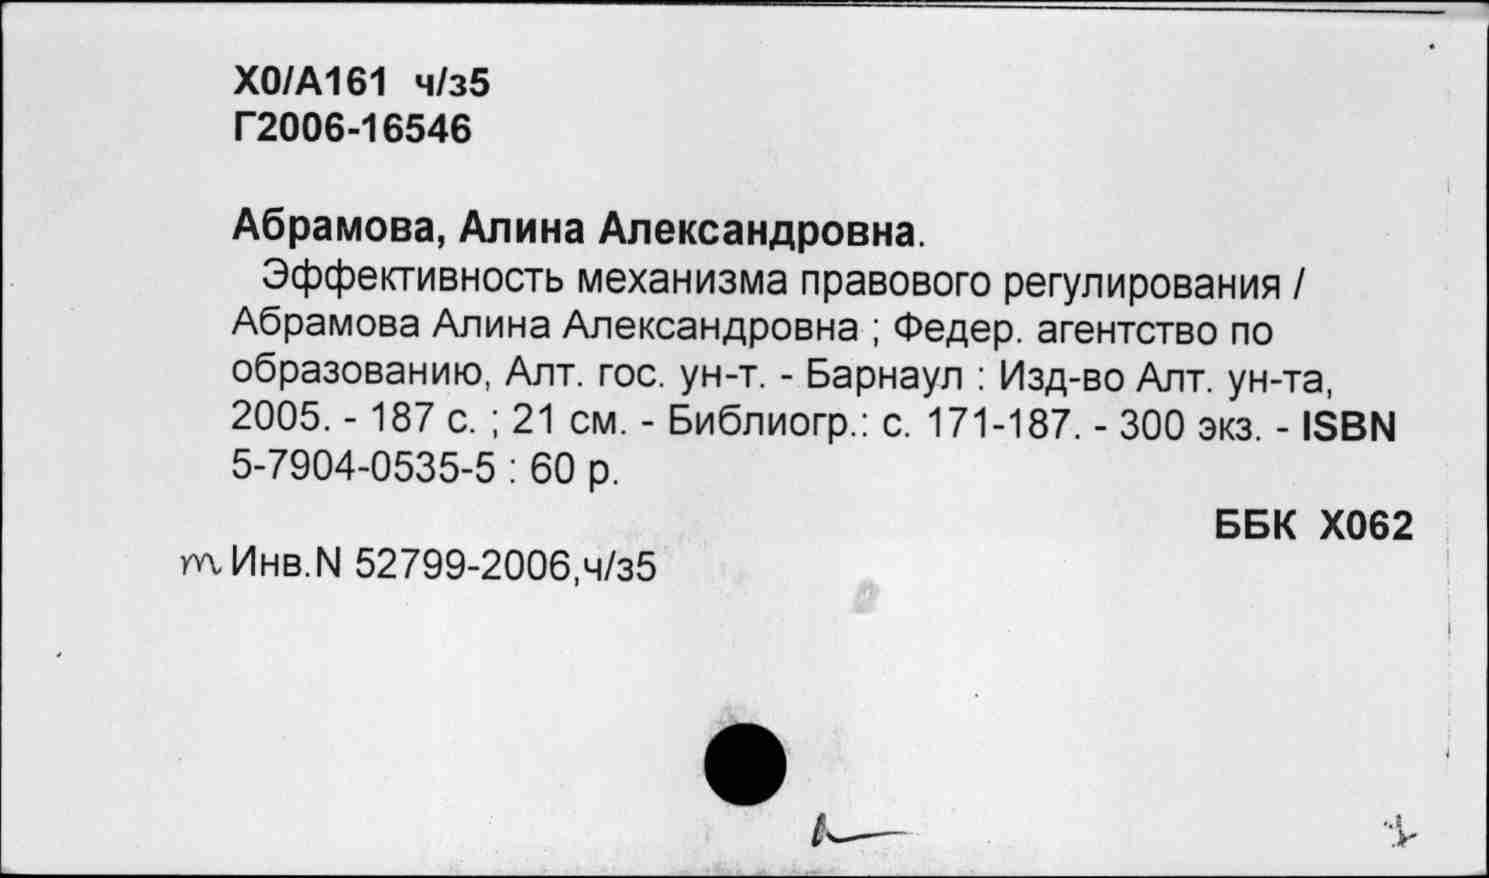 Х0/А161 ч/з5
Г2006-16546
Абрамова, Алина Александровна.
Эффективность механизма правового регулирования /
Абрамова Алина Александровна ; Федер. агентство по
образованию, Алт. гос. ун-т. - Барнаул : Изд-во Алт. ун-та,
2005. - 187 с. ; 21 см. - Библиогр.: с. 171-187. - 300 экз. - ISBN
5-7904-0535-5 : 60 р.
ББК Х062
Инв.N 52799-2006,ч/з5